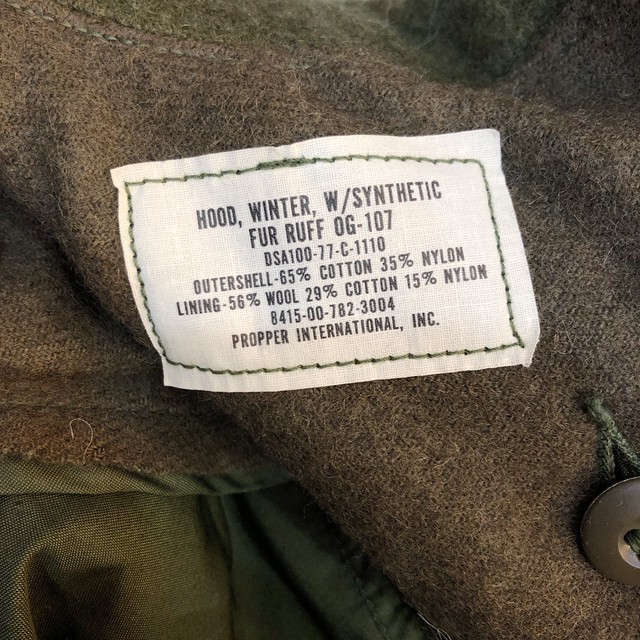 HOOD, WINTER, W/SYNTHETIC
FUR RUFF OG-107
DSA100-77-C-1110
OUTERSHELL-65% COTTON 35% NYLON
LINING-56% WOOL 29% COTTON 15% NYLON
8415-00-782-3004
PROPPER INTERNATIONAL, INC.